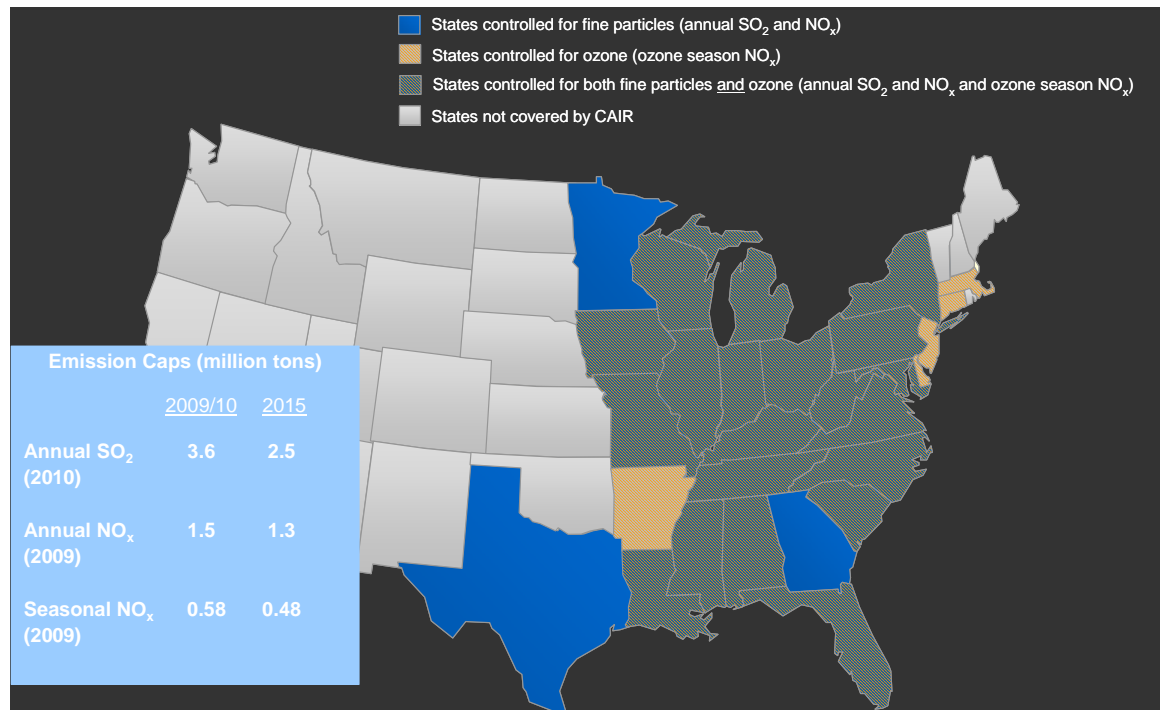 States controlled for fine particles (annual SO₂ and NOₓ)
States controlled for ozone (ozone season NOₓ)
States controlled for both fine particles and ozone (annual SO₂ and NOₓ and ozone season NOₓ)
States not covered by CAIR
Emission Caps (million tons)
2009/10 2015
Annual SO₂ 3.6 2.5
(2010)
Annual NOₓ 1.5 1.3
(2009)
Seasonal NOₓ 0.58 0.48
(2009)